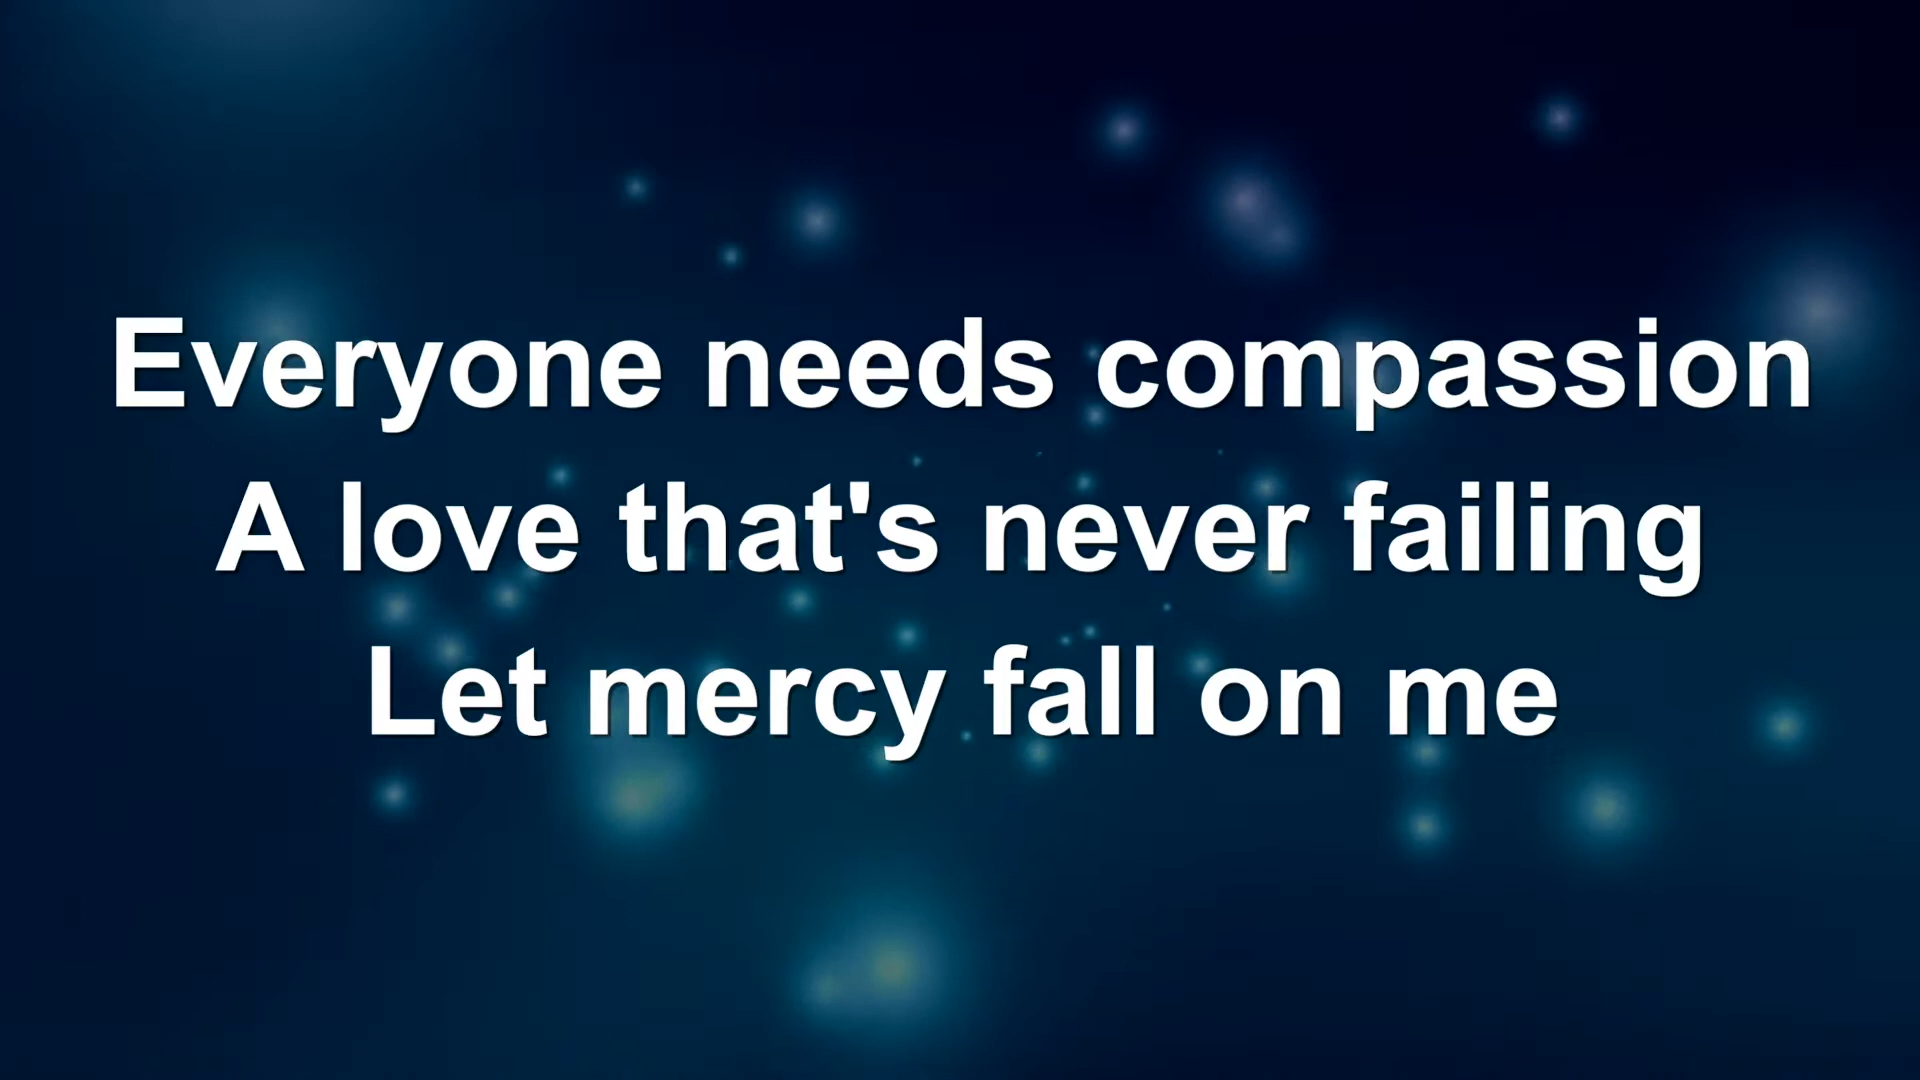 Everyone needs compassion
A love that's never failing
Let mercy fall on me